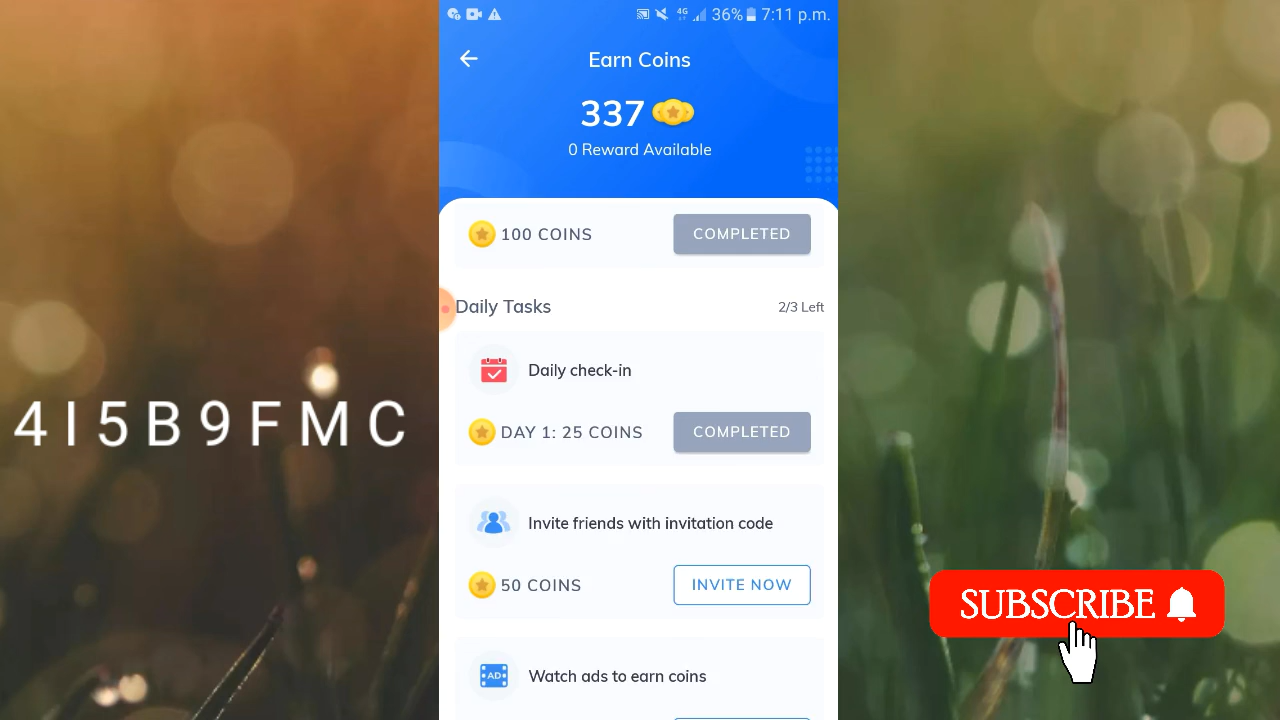 4G 36% 7:11 p.m.
Earn Coins
337
0 Reward Available
100 COINS COMPLETED
Daily Tasks 2/3 Left
Daily check-in
4I5B9FMC
DAY 1: 25 COINS COMPLETED
Invite friends with invitation code
50 COINS INVITE NOW
SUBSCRIBE
AD Watch ads to earn coins